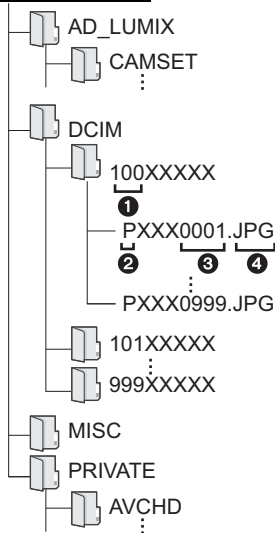 AD_LUMIX
CAMSET
DCIM
100XXXXX
❶
PXXX0001.JPG
❷ ❸ ❹
PXXX0999.JPG
101XXXXX
999XXXXX
MISC
PRIVATE
AVCHD